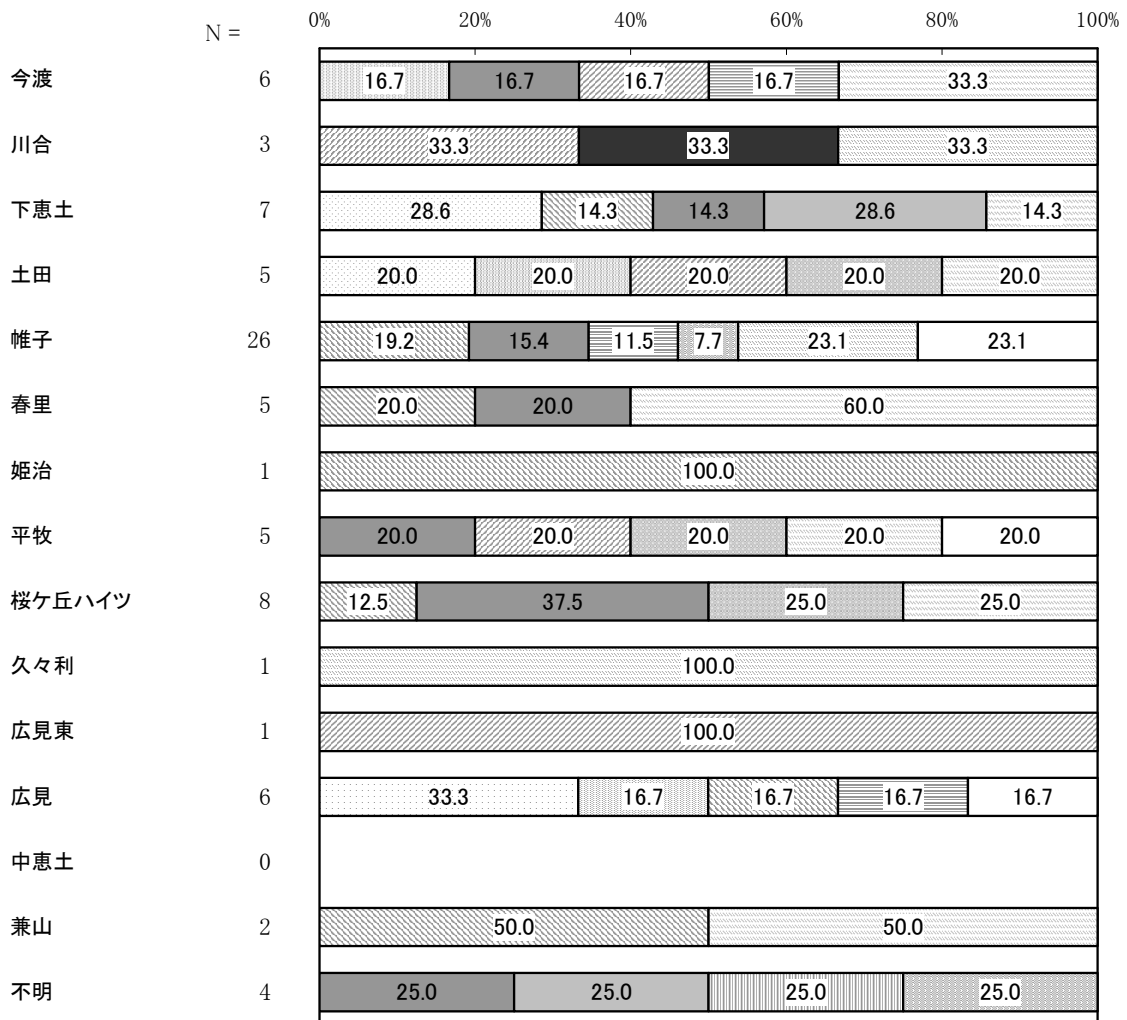 0% 20% 40% 60% 80% 100%
N =
今渡 6 16.7 16.7 16.7 16.7 33.3
川合 3 33.3 33.3 33.3
下恵土 7 28.6 14.3 14.3 28.6 14.3
土田 5 20.0 20.0 20.0 20.0 20.0
帷子 26 19.2 15.4 11.5 7.7 23.1 23.1
春里 5 20.0 20.0 60.0
姫治 1 100.0
平牧 5 20.0 20.0 20.0 20.0 20.0
桜ケ丘ハイツ 8 12.5 37.5 25.0 25.0
久々利 1 100.0
広見東 1 100.0
広見 6 33.3 16.7 16.7 16.7 16.7
中恵土 0
兼山 2 50.0 50.0
不明 4 25.0 25.0 25.0 25.0